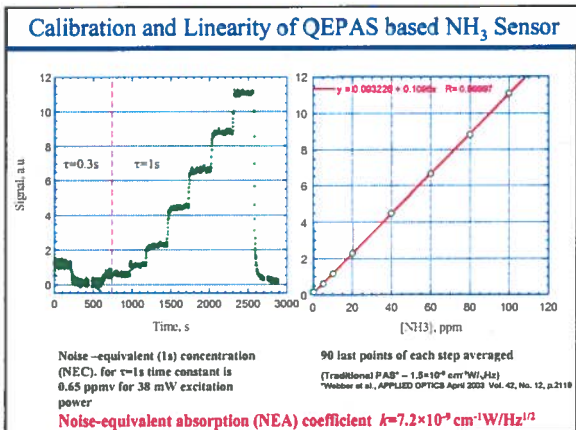 Calibration and Linearity of QEPAS based NH₃ Sensor
12
10
8
6
4
2
0
Signal, a.u.
τ=0.3s
τ=1s
0 500 1000 1500 2000 2500 3000
Time, s
12
10
8
6
4
2
0
R=
0 20 40 60 80 100 120
[NH3], ppm
Noise –equivalent (1s) concentration
(NEC). for τ=1s time constant is
0.65 ppmv for 38 mW excitation
power
90 last points of each step averaged
(Traditional PAS* – 1.5×10⁻⁹ cm⁻¹W/√Hz)
*Webber et al., APPLIED OPTICS April 2003 Vol. 42, No. 12, p.2119
Noise-equivalent absorption (NEA) coefficient k=7.2×10⁻⁹ cm⁻¹W/Hz¹/²